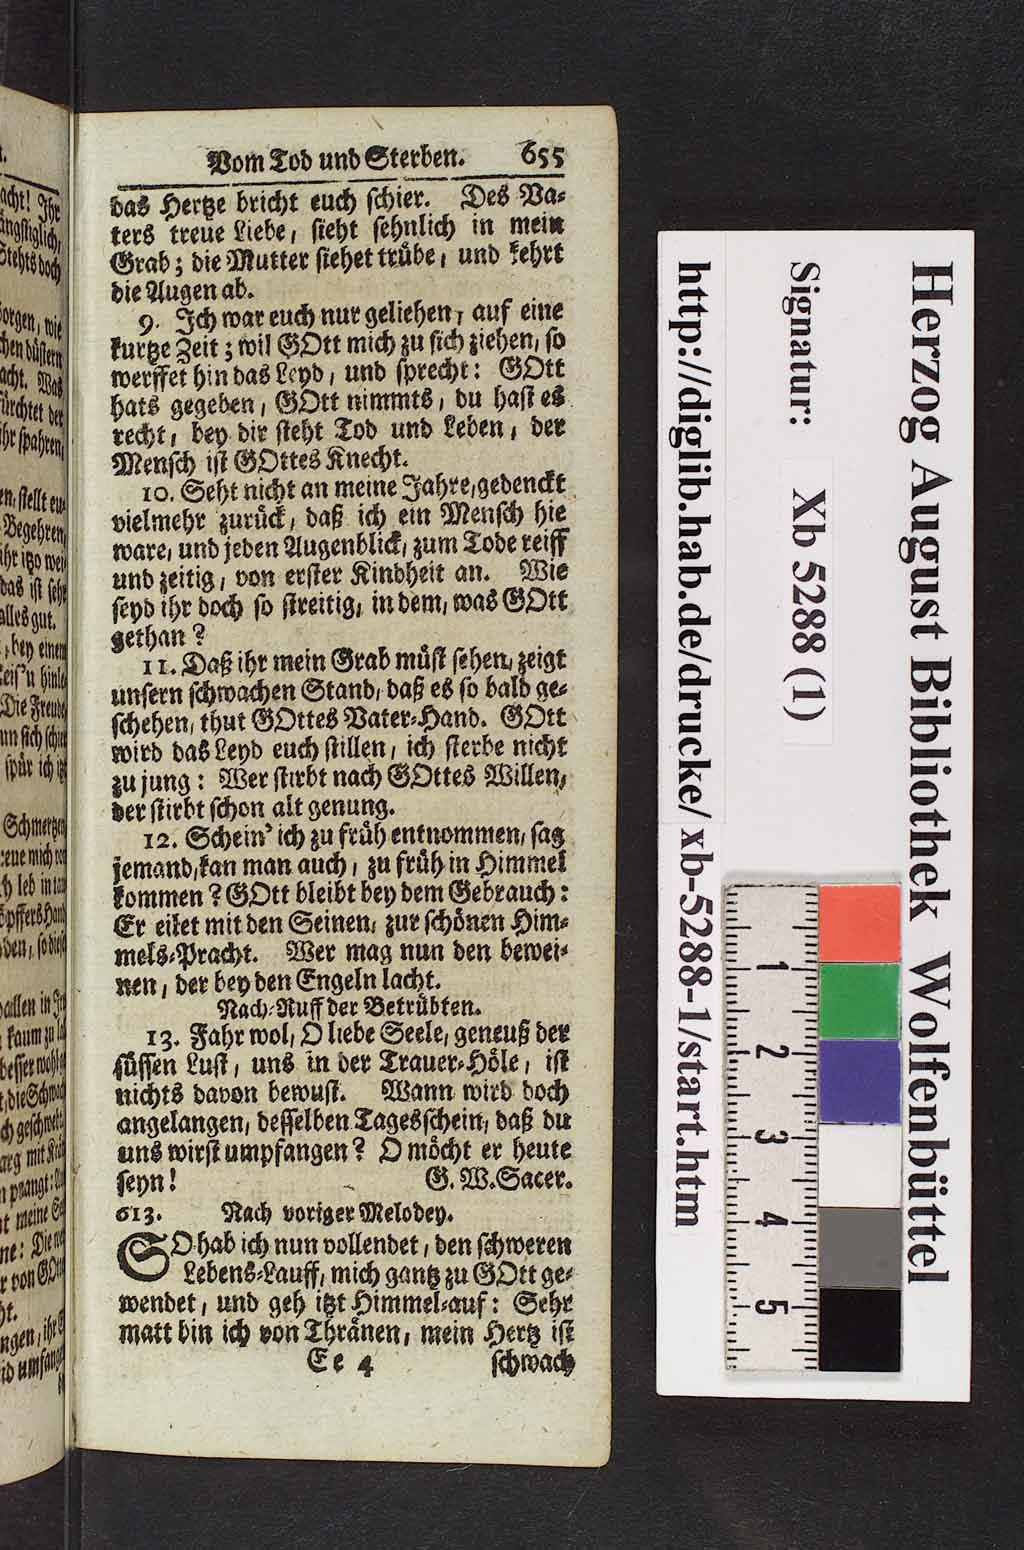 Vom Tod und Sterben. 655
das Hertze bricht euch schier. Des Va-
ters treue Liebe, sieht sehnlich in mein
Grab; die Mutter siehet trübe, und kehrt
die Augen ab.
9. Ich war euch nur geliehen, auf eine
kurtze Zeit; wil GOtt mich zu sich ziehen, so
werffet hin das Leyd, und sprecht: GOtt
hats gegeben, GOtt nimmts, du hast es
recht, bey dir steht Tod und Leben, der
Mensch ist GOttes Knecht.
10. Seht nicht an meine Jahre, gedenckt
vielmehr zurück, daß ich ein Mensch hie
ware, und jeden Augenblick, zum Tode reiff
und zeitig, von erster Kindheit an. Wie
seyd ihr doch so streitig, in dem, was GOtt
gethan?
11. Daß ihr mein Grab müst sehen, zeigt
unsern schwachen Stand, daß es so bald ge-
schehen, thut GOttes Vater-Hand. GOtt
wird das Leyd euch stillen, ich sterbe nicht
zu jung: Wer stirbt nach GOttes Willen,
der stirbt schon alt genung.
12. Schein' ich zu früh entnommen, sag
jemand, kan man auch, zu früh in Himmel
kommen? GOtt bleibt bey dem Gebrauch:
Er eilet mit den Seinen, zur schönen Him-
mels-Pracht. Wer mag nun den bewei-
nen, der bey den Engeln lacht.
Nach-Ruff der Betrübten.
13. Fahr wol, O liebe Seele, geneuß der
süssen Lust, uns in der Trauer-Höle, ist
nichts davon bewust. Wann wird doch
angelangen, desselben Tagesschein, daß du
uns wirst umpfangen? O möcht er heute
seyn! G. W. Sacer.
613. Nach voriger Melodey.
SO hab ich nun vollendet, den schweren
Lebens-Lauff, mich gantz zu GOtt ge-
wendet, und geh itzt Himmel-auf: Sehr
matt bin ich von Thränen, mein Hertz ist
Ee 4 schwach
Herzog August Bibliothek Wolfenbüttel
Signatur: Xb 5288 (1)
http://diglib.hab.de/drucke/xb-5288-1/start.htm
1
2
3
4
5